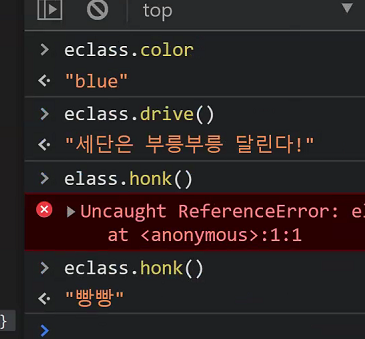 top
eclass.color
"blue"
eclass.drive()
"세단은 부릉부릉 달린다!"
elass.honk()
Uncaught ReferenceError:
at <anonymous>:1:1
eclass.honk()
"빵빵"
}